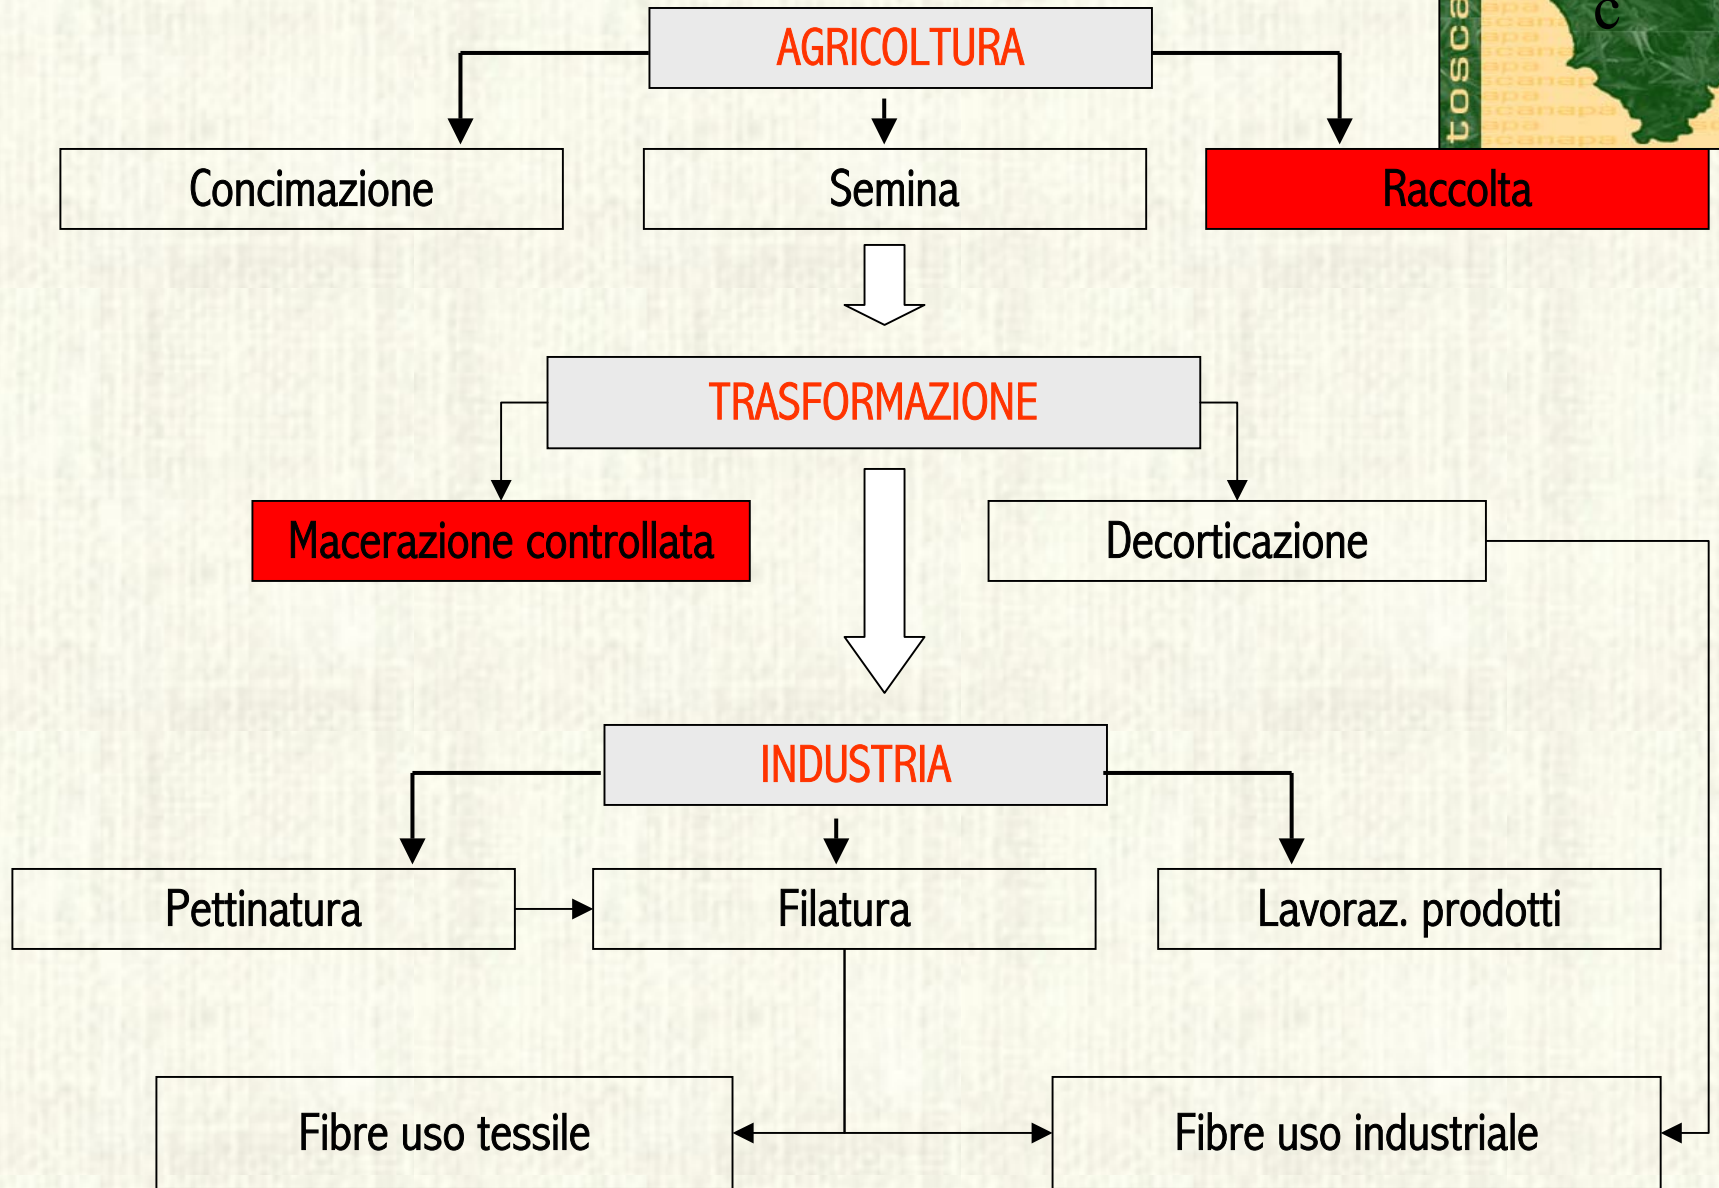 AGRICOLTURA
c
tosca
Concimazione
Semina
Raccolta
TRASFORMAZIONE
Macerazione controllata
Decorticazione
INDUSTRIA
Pettinatura
Filatura
Lavoraz. prodotti
Fibre uso tessile
Fibre uso industriale